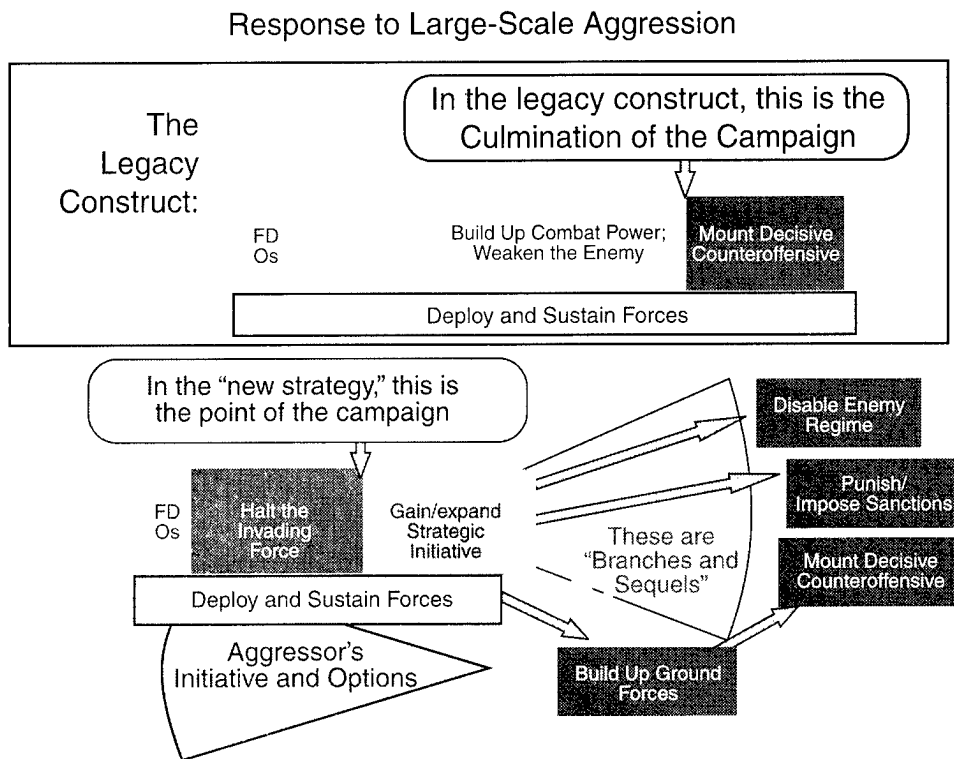 Response to Large-Scale Aggression
The
Legacy
Construct:
In the legacy construct, this is the
Culmination of the Campaign
FD
Os
Build Up Combat Power;
Weaken the Enemy
Mount Decisive
Counteroffensive
Deploy and Sustain Forces
In the “new strategy,” this is
the point of the campaign
FD
Os
Halt the
Invading
Force
Gain/expand
Strategic
Initiative
Deploy and Sustain Forces
Aggressor’s
Initiative and Options
These are
“Branches and
Sequels”
Disable Enemy
Regime
Punish/
Impose Sanctions
Mount Decisive
Counteroffensive
Build Up Ground
Forces